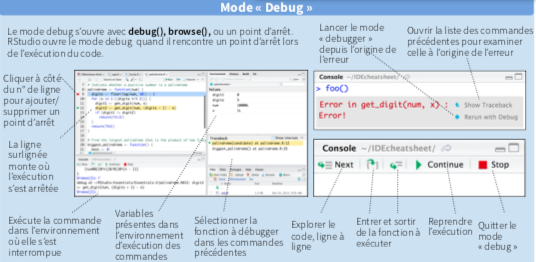 Mode « Debug »
Le mode debug s'ouvre avec debug(), browse(), ou un point d'arrêt.
RStudio ouvre le mode debug quand il rencontre un point d'arrêt lors
de l'exécution du code.
Lancer le mode
« debugger »
depuis l'origine de
l'erreur
Ouvrir la liste des commandes
précédentes pour examiner
celle à l'origine de l'erreur
Cliquer à côté
du n° de ligne
pour ajouter/
supprimer un
point d'arrêt
La ligne
surlignée
monte où
l'exécution
s'est arrêtée
Console ~/IDEcheatsheet/
> foo()
Error in get_digit(num, x) :
Error!
Show Traceback
Rerun with Debug
Console ~/IDEcheatsheet/
Next
Continue
Stop
Exécute la commande
dans l'environnement
où elle s'est
interrompue
Variables
présentes dans
l'environnement
d'exécution des
commandes
Sélectionner la
fonction à débugger
dans les commandes
précédentes
Explorer le
code, ligne à
ligne
Entrer et sortir
de la fonction à
exécuter
Reprendre
l'exécution
Quitter le
mode
« debug »